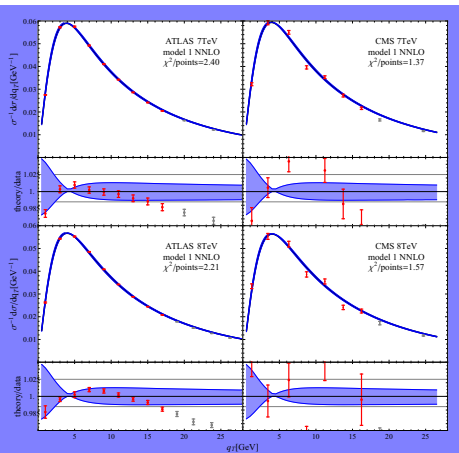 ATLAS 7TeV
model 1 NNLO
χ²/points=2.40
CMS 7TeV
model 1 NNLO
χ²/points=1.37
σ⁻¹dσ/dq_T[GeV⁻¹]
0.06
0.05
0.04
0.03
0.02
0.01
theory/data
1.02
1.0
0.98
0.06
ATLAS 8TeV
model 1 NNLO
χ²/points=2.21
CMS 8TeV
model 1 NNLO
χ²/points=1.57
σ⁻¹dσ/dq_T[GeV⁻¹]
0.05
0.04
0.03
0.02
0.01
theory/data
1.02
1.0
0.98
0 5 10 15 20 25 0 5 10 15 20 25
q_T[GeV]